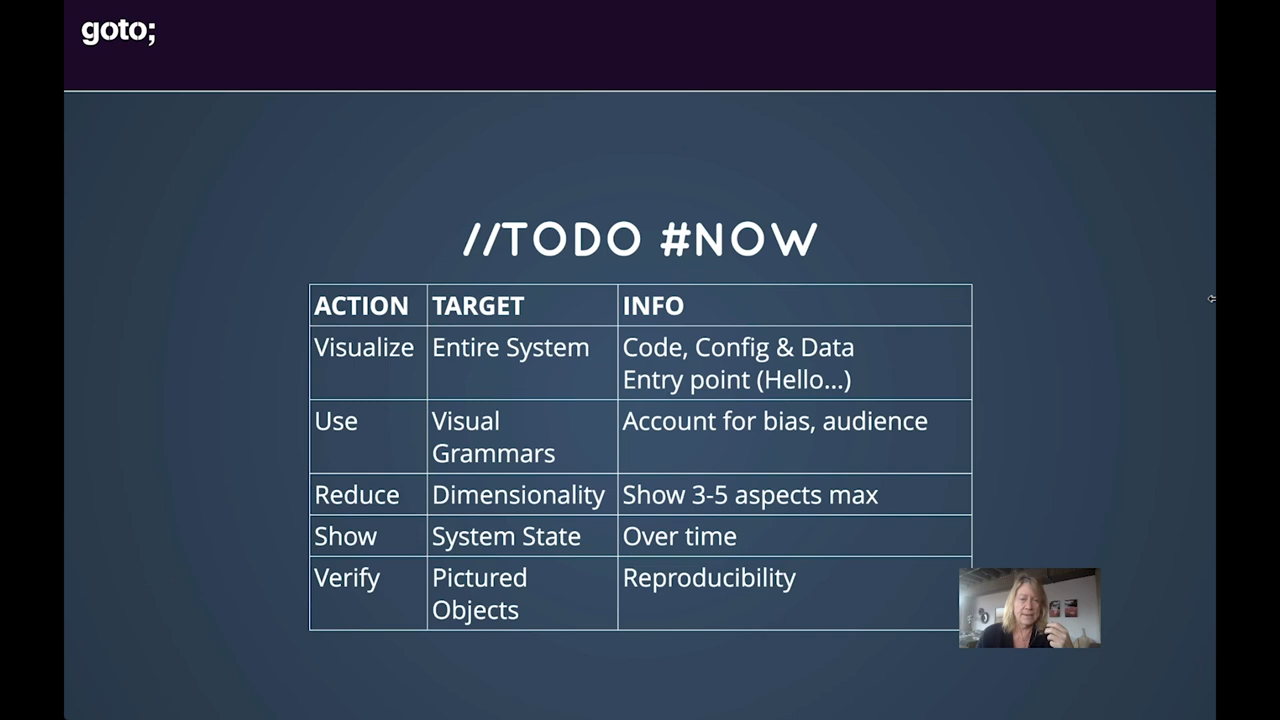 goto;
//TODO #NOW
ACTION TARGET INFO
Visualize Entire System Code, Config & Data
Entry point (Hello...)
Use Visual Grammars Account for bias, audience
Reduce Dimensionality Show 3-5 aspects max
Show System State Over time
Verify Pictured Objects Reproducibility